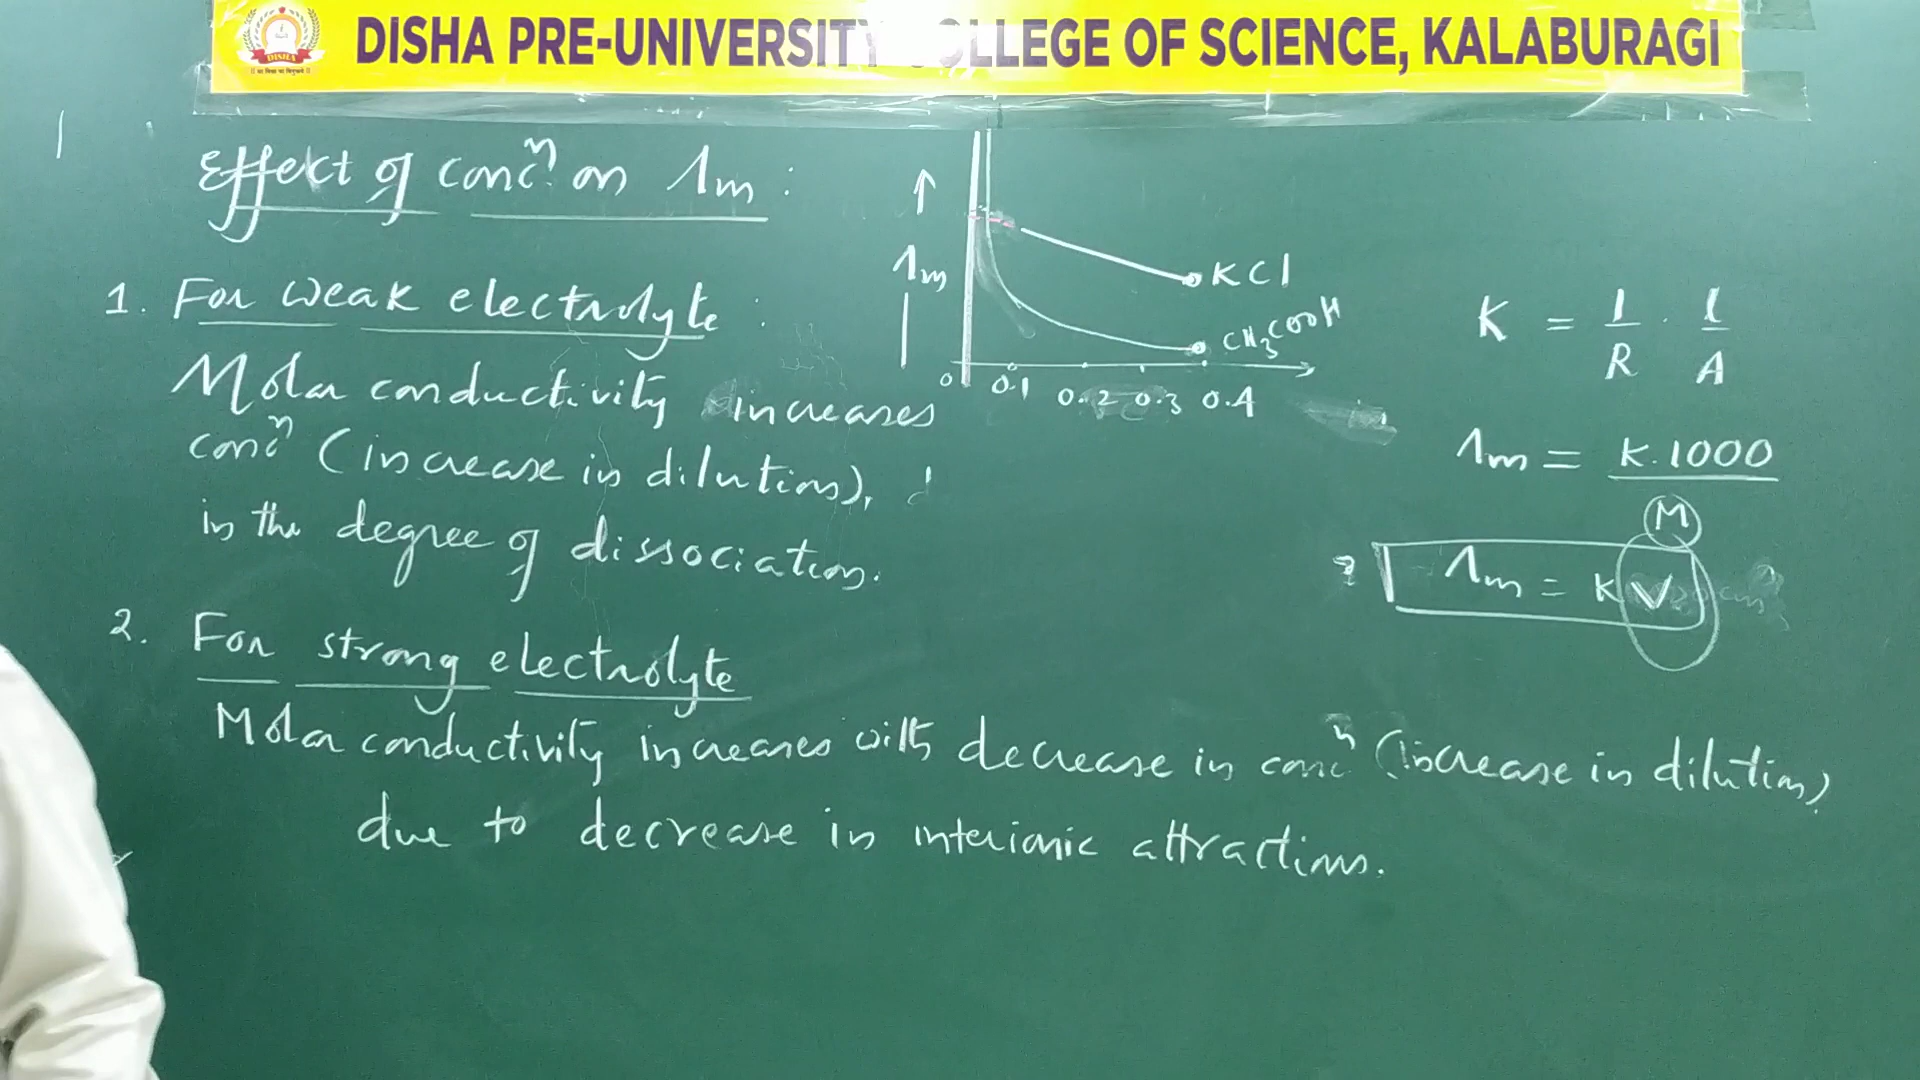 DISHA PRE-UNIVERSITY COLLEGE OF SCIENCE, KALABURAGI
DISHA
Effect of concⁿ on Λm :
1. For weak electrolyte :
Molar conductivity increases
concⁿ (increase in dilution),
in the degree of dissociation.
2. For strong electrolyte
Molar conductivity increases with decrease in concⁿ (increase in dilution)
due to decrease in interionic attractions.
↑
Λm
KCl
CH₃COOH
0 0.1 0.2 0.3 0.4
K = 1/R · l/A
Λm = K.1000 / M
Λm = K V